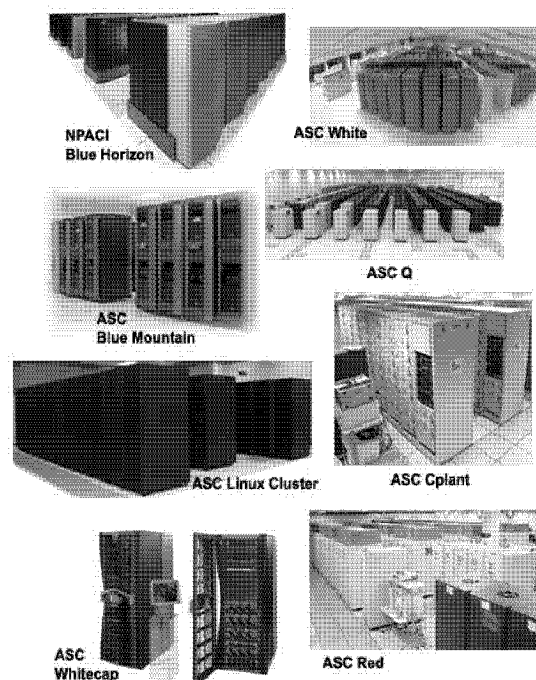 NPACI
Blue Horizon
ASC White
ASC Q
ASC
Blue Mountain
ASC Linux Cluster
ASC Cplant
ASC
Whitecap
ASC Red